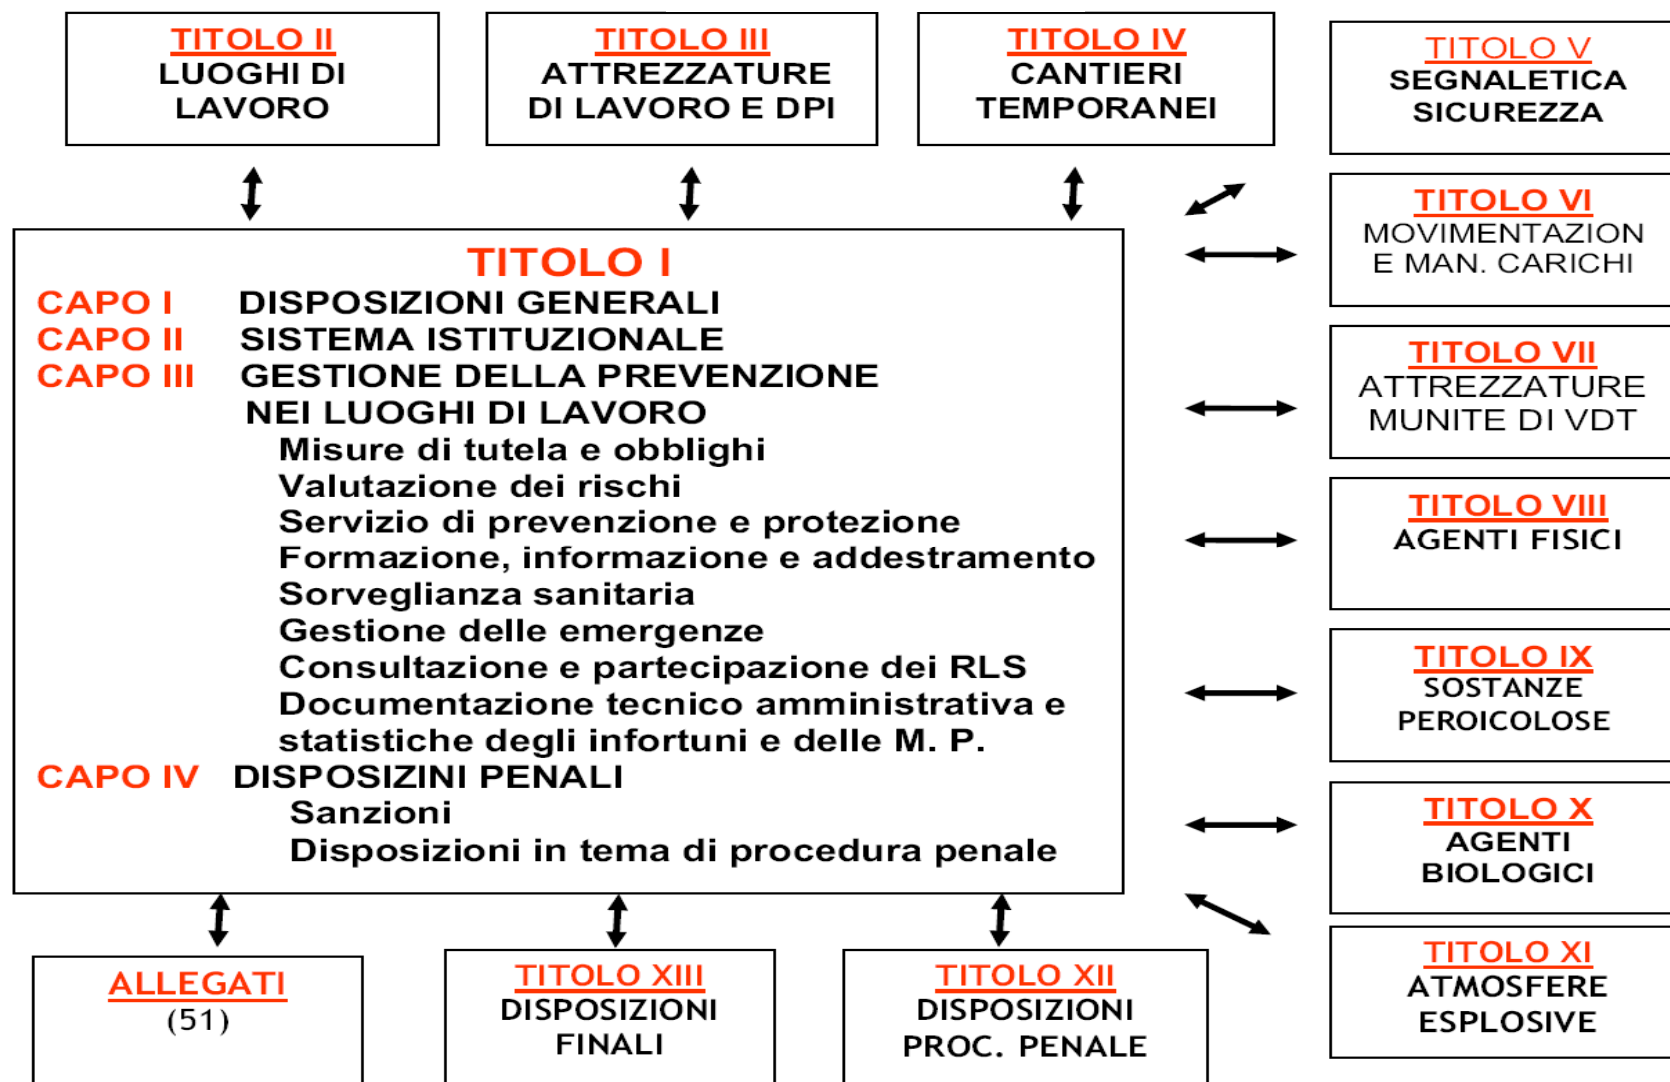 TITOLO II
LUOGHI DI
LAVORO
TITOLO III
ATTREZZATURE
DI LAVORO E DPI
TITOLO IV
CANTIERI
TEMPORANEI
TITOLO V
SEGNALETICA
SICUREZZA
TITOLO VI
MOVIMENTAZION
E MAN. CARICHI
TITOLO VII
ATTREZZATURE
MUNITE DI VDT
TITOLO VIII
AGENTI FISICI
TITOLO IX
SOSTANZE
PEROICOLOSE
TITOLO X
AGENTI
BIOLOGICI
TITOLO XI
ATMOSFERE
ESPLOSIVE
TITOLO I
CAPO I DISPOSIZIONI GENERALI
CAPO II SISTEMA ISTITUZIONALE
CAPO III GESTIONE DELLA PREVENZIONE
NEI LUOGHI DI LAVORO
Misure di tutela e obblighi
Valutazione dei rischi
Servizio di prevenzione e protezione
Formazione, informazione e addestramento
Sorveglianza sanitaria
Gestione delle emergenze
Consultazione e partecipazione dei RLS
Documentazione tecnico amministrativa e
statistiche degli infortuni e delle M. P.
CAPO IV DISPOSIZINI PENALI
Sanzioni
Disposizioni in tema di procedura penale
ALLEGATI
(51)
TITOLO XIII
DISPOSIZIONI
FINALI
TITOLO XII
DISPOSIZIONI
PROC. PENALE